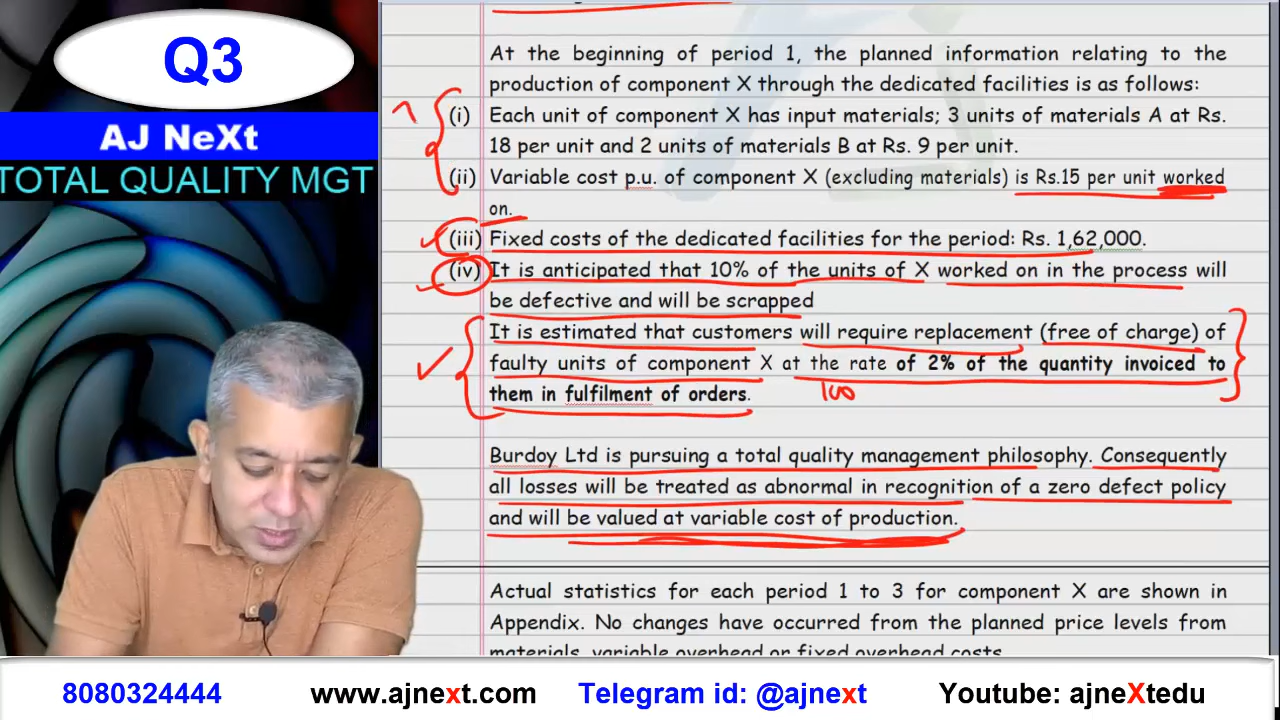 Q3
AJ NeXt
TOTAL QUALITY MGT
At the beginning of period 1, the planned information relating to the
production of component X through the dedicated facilities is as follows:
(i) Each unit of component X has input materials; 3 units of materials A at Rs.
18 per unit and 2 units of materials B at Rs. 9 per unit.
(ii) Variable cost p.u. of component X (excluding materials) is Rs.15 per unit worked
on.
(iii) Fixed costs of the dedicated facilities for the period: Rs. 1,62,000.
(iv) It is anticipated that 10% of the units of X worked on in the process will
be defective and will be scrapped
It is estimated that customers will require replacement (free of charge) of
faulty units of component X at the rate of 2% of the quantity invoiced to
them in fulfilment of orders.
100
Burdoy Ltd is pursuing a total quality management philosophy. Consequently
all losses will be treated as abnormal in recognition of a zero defect policy
and will be valued at variable cost of production.
Actual statistics for each period 1 to 3 for component X are shown in
Appendix. No changes have occurred from the planned price levels from
materials, variable overhead or fixed overhead costs.
8080324444 www.ajnext.com Telegram id: @ajnext Youtube: ajneXtedu